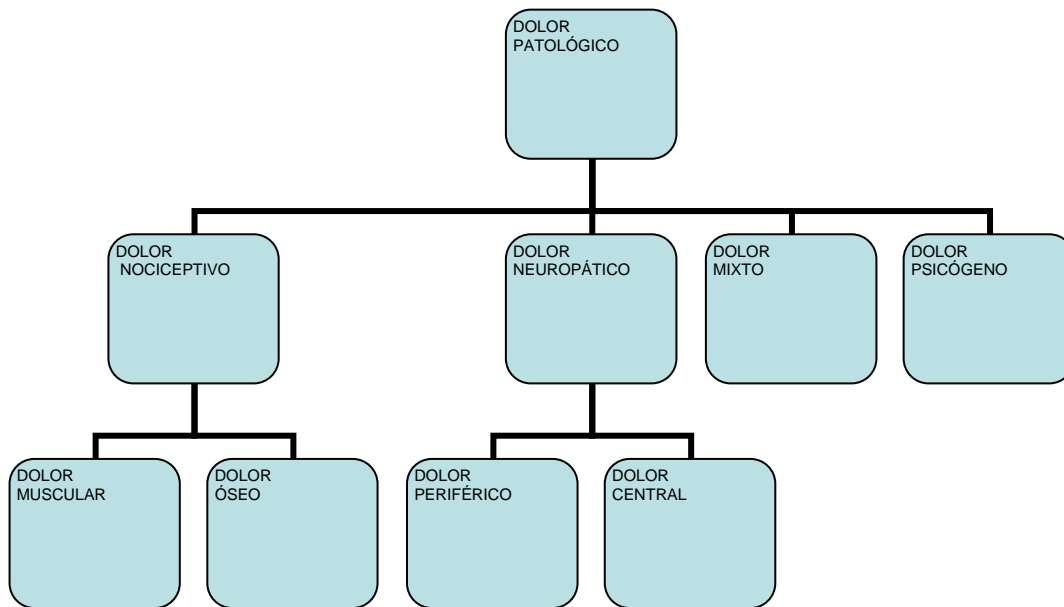 DOLOR
PATOLÓGICO
DOLOR
NOCICEPTIVO
DOLOR
NEUROPÁTICO
DOLOR
MIXTO
DOLOR
PSICÓGENO
DOLOR
MUSCULAR
DOLOR
ÓSEO
DOLOR
PERIFÉRICO
DOLOR
CENTRAL